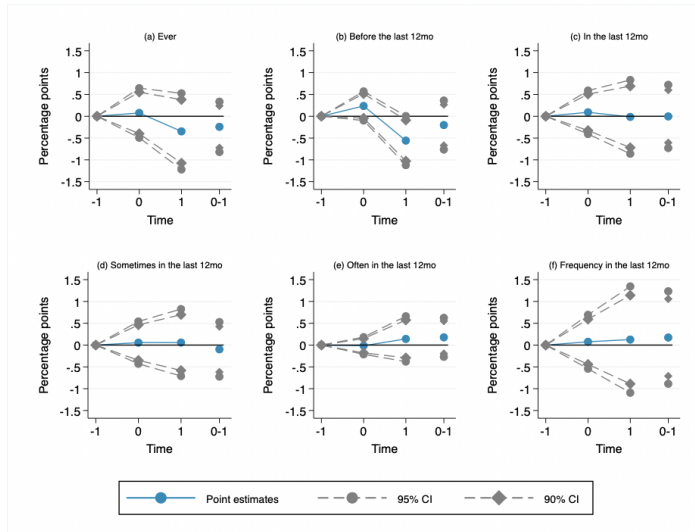 (a) Ever
(b) Before the last 12mo
(c) In the last 12mo
Percentage points
1.5
1
.5
0
-.5
-1
-1.5
-1 0 1 0-1
Time
Percentage points
1.5
1
.5
0
-.5
-1
-1.5
-1 0 1 0-1
Time
Percentage points
1.5
1
.5
0
-.5
-1
-1.5
-1 0 1 0-1
Time
(d) Sometimes in the last 12mo
(e) Often in the last 12mo
(f) Frequency in the last 12mo
Percentage points
1.5
1
.5
0
-.5
-1
-1.5
-1 0 1 0-1
Time
Percentage points
1.5
1
.5
0
-.5
-1
-1.5
-1 0 1 0-1
Time
Percentage points
1.5
1
.5
0
-.5
-1
-1.5
-1 0 1 0-1
Time
Point estimates 95% CI 90% CI